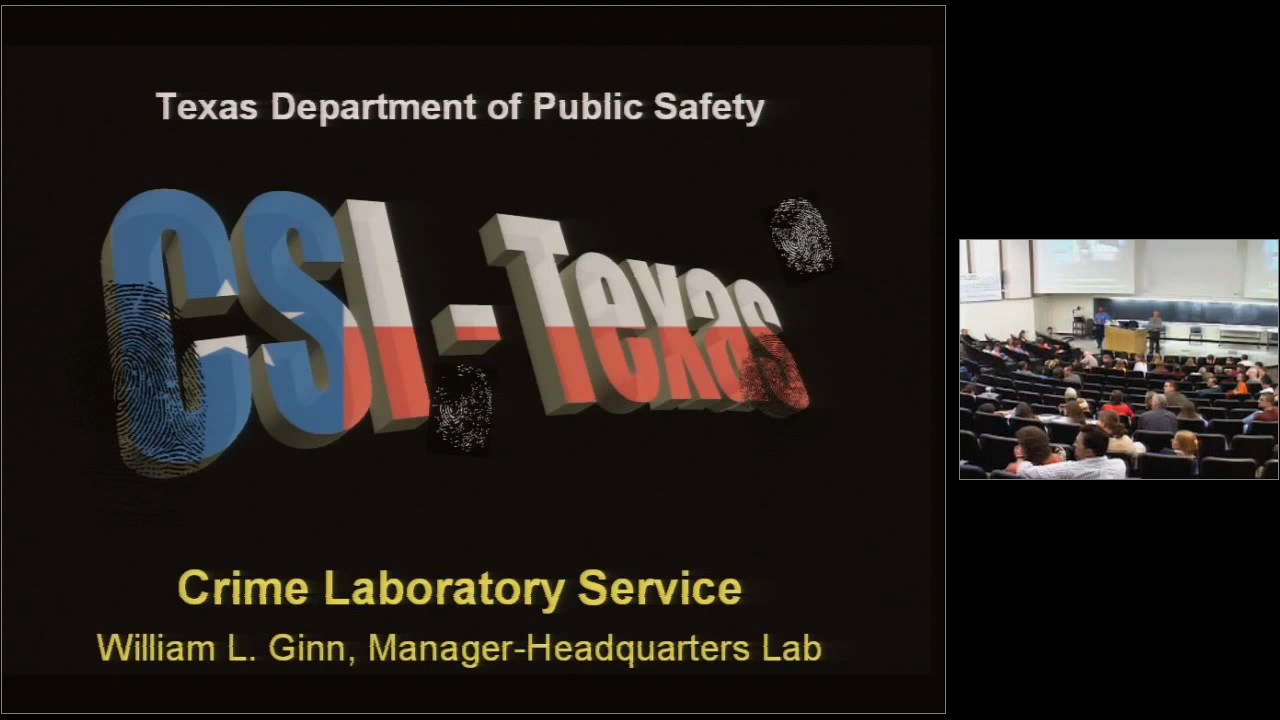 Texas Department of Public Safety
CSI - Texas
Crime Laboratory Service
William L. Ginn, Manager-Headquarters Lab